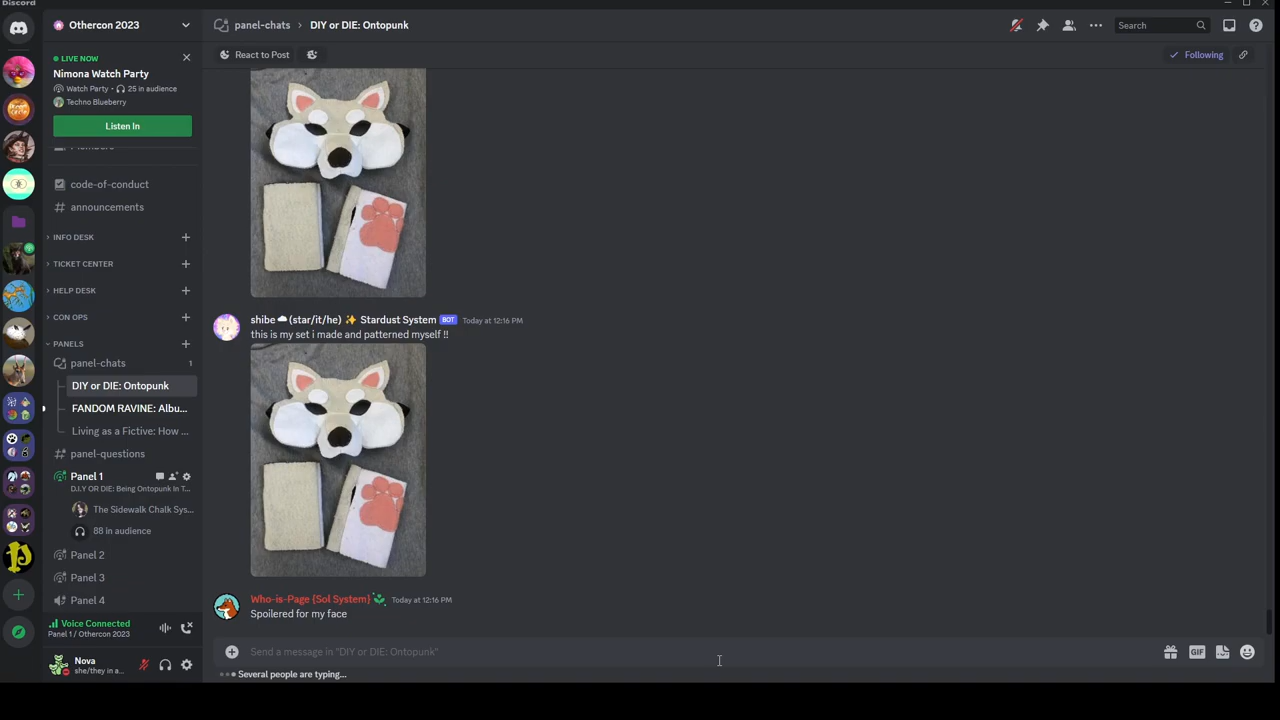 Discord
Othercon 2023
LIVE NOW
Nimona Watch Party
Watch Party • 25 in audience
Techno Blueberry
Listen In
Members
code-of-conduct
announcements
INFO DESK
TICKET CENTER
HELP DESK
CON OPS
PANELS
panel-chats 1
DIY or DIE: Ontopunk
FANDOM RAVINE: Albu...
Living as a Fictive: How ...
panel-questions
Panel 1
D.I.Y OR DIE: Being Ontopunk In T...
The Sidewalk Chalk Sys...
88 in audience
Panel 2
Panel 3
Panel 4
Voice Connected
Panel 1 / Othercon 2023
Nova
she/they in a...
panel-chats > DIY or DIE: Ontopunk
Search
React to Post
Following
shibe (star/it/he) ✨ Stardust System BOT Today at 12:16 PM
this is my set i made and patterned myself !!
Who-is-Page {Sol System} Today at 12:16 PM
Spoilered for my face
Send a message in "DIY or DIE: Ontopunk"
GIF
Several people are typing...